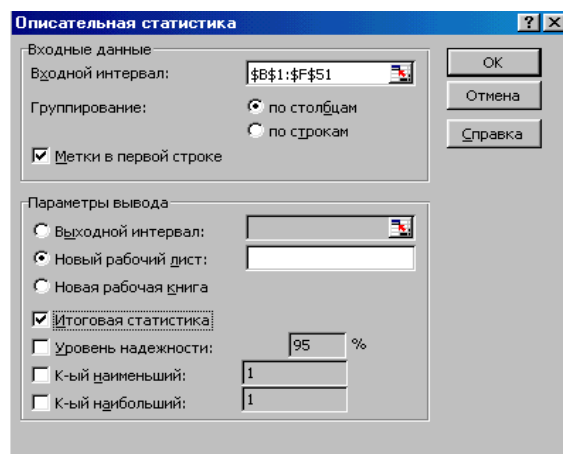 Описательная статистика
Входные данные
Входной интервал: $B$1:$F$51
Группирование: по столбцам
по строкам
Метки в первой строке
OK
Отмена
Справка
Параметры вывода
Выходной интервал:
Новый рабочий лист:
Новая рабочая книга
Итоговая статистика
Уровень надежности: 95 %
К-ый наименьший: 1
К-ый наибольший: 1